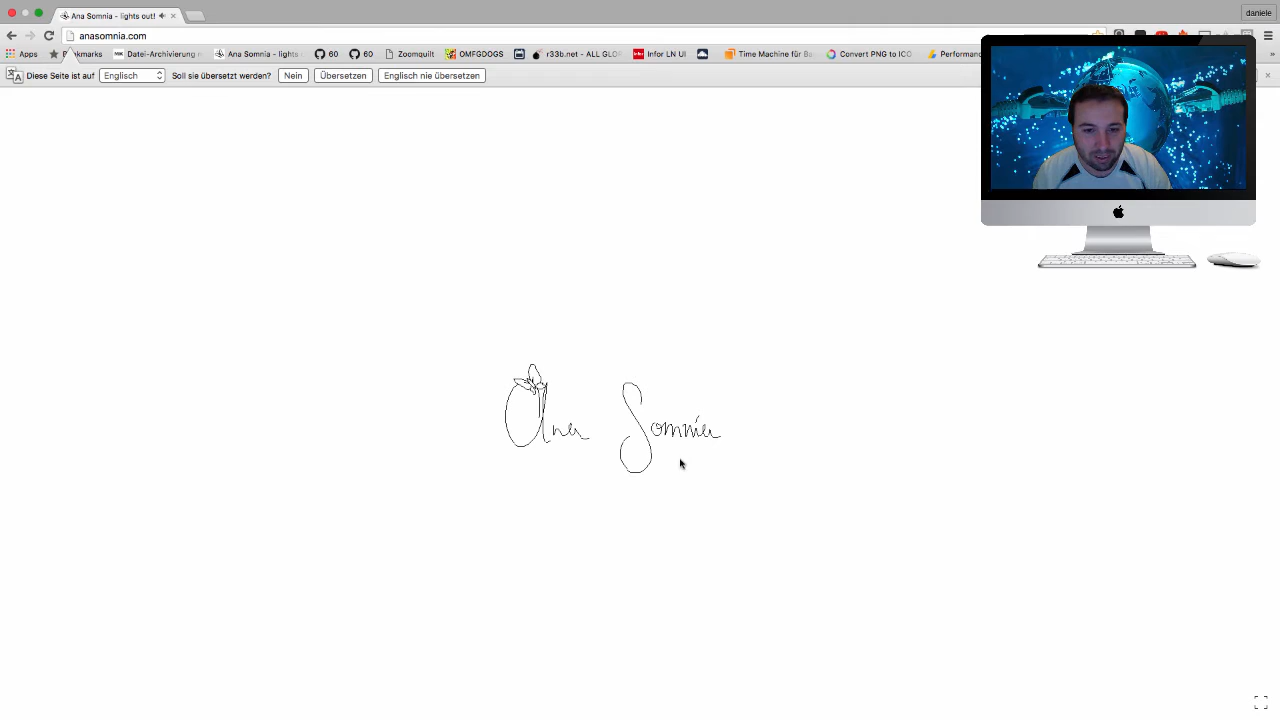 Ana Somnia - lights out!
daniele
anasomnia.com
Apps
Datei-Archivierung
Ana Somnia - lights
60
60
Zoomquilt
OMFGDOGS
r33b.net - ALL GLO
Infor LN UI
Time Machine für Ba
Convert PNG to ICO
Performan
»
Diese Seite ist auf Englisch Soll sie übersetzt werden? Nein Übersetzen Englisch nie übersetzen
Ana Somnia